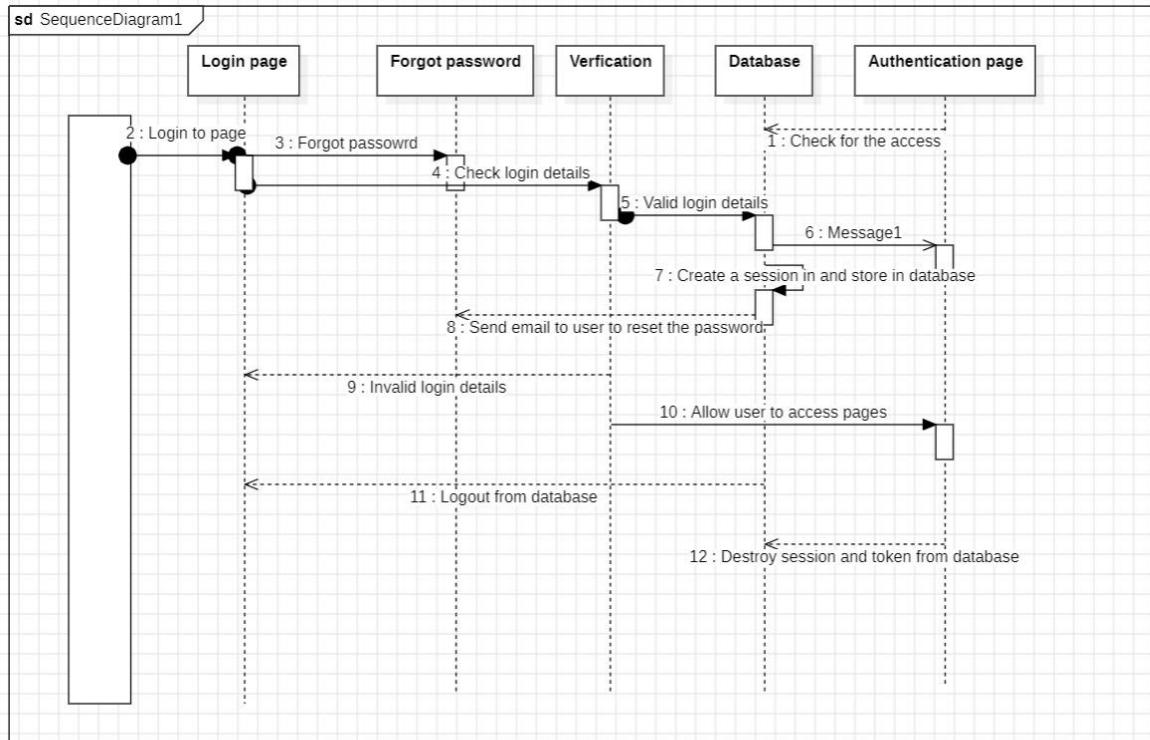 sd SequenceDiagram1
Login page
Forgot password
Verfication
Database
Authentication page
2 : Login to page
3 : Forgot passowrd
1 : Check for the access
4 : Check login details
5 : Valid login details
6 : Message1
7 : Create a session in and store in database
8 : Send email to user to reset the password
9 : Invalid login details
10 : Allow user to access pages
11 : Logout from database
12 : Destroy session and token from database